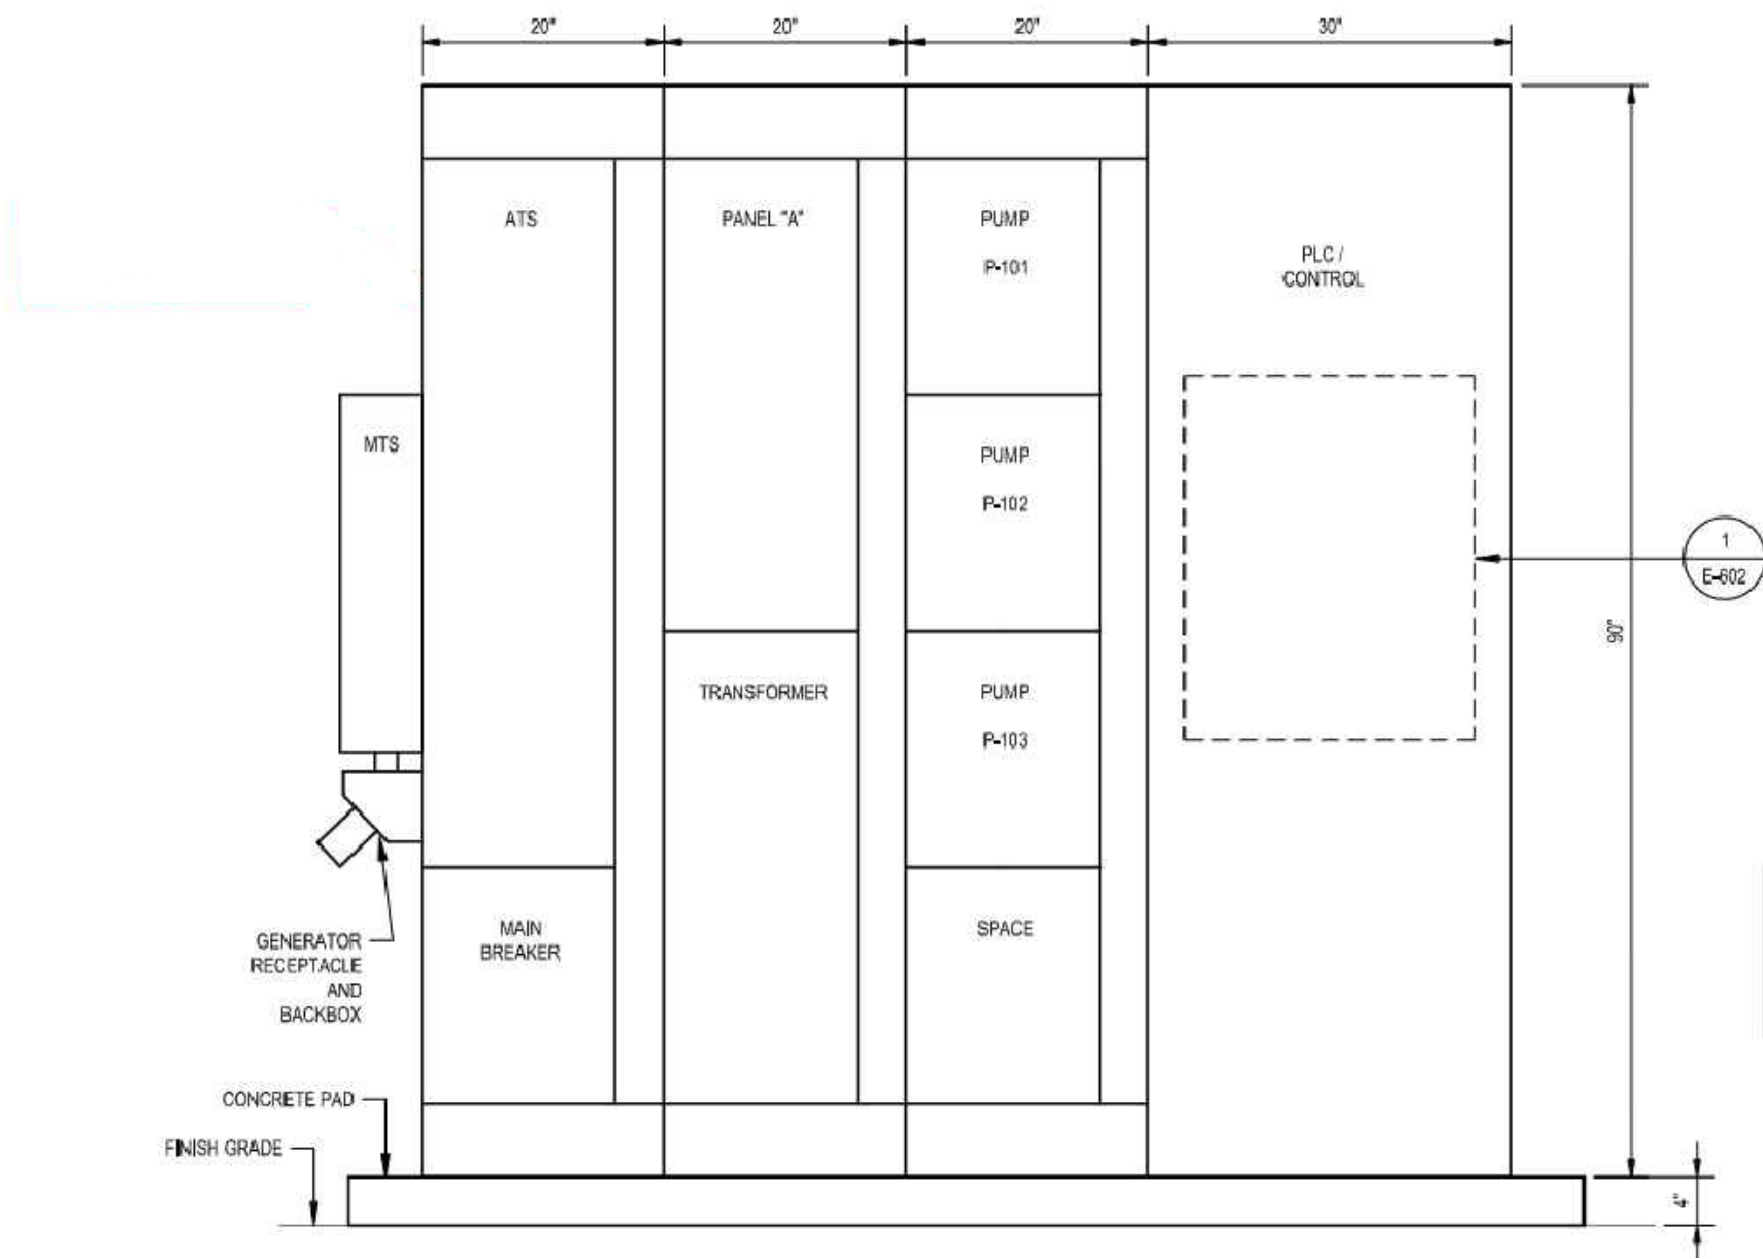 20"
20"
20"
30"
ATS
PANEL "A"
PUMP
P-101
PLC /
CONTROL
MTS
PUMP
P-102
1
E-602
90"
TRANSFORMER
PUMP
P-103
MAIN
BREAKER
SPACE
GENERATOR
RECEPTACLE
AND
BACKBOX
CONCRETE PAD
FINISH GRADE
4"